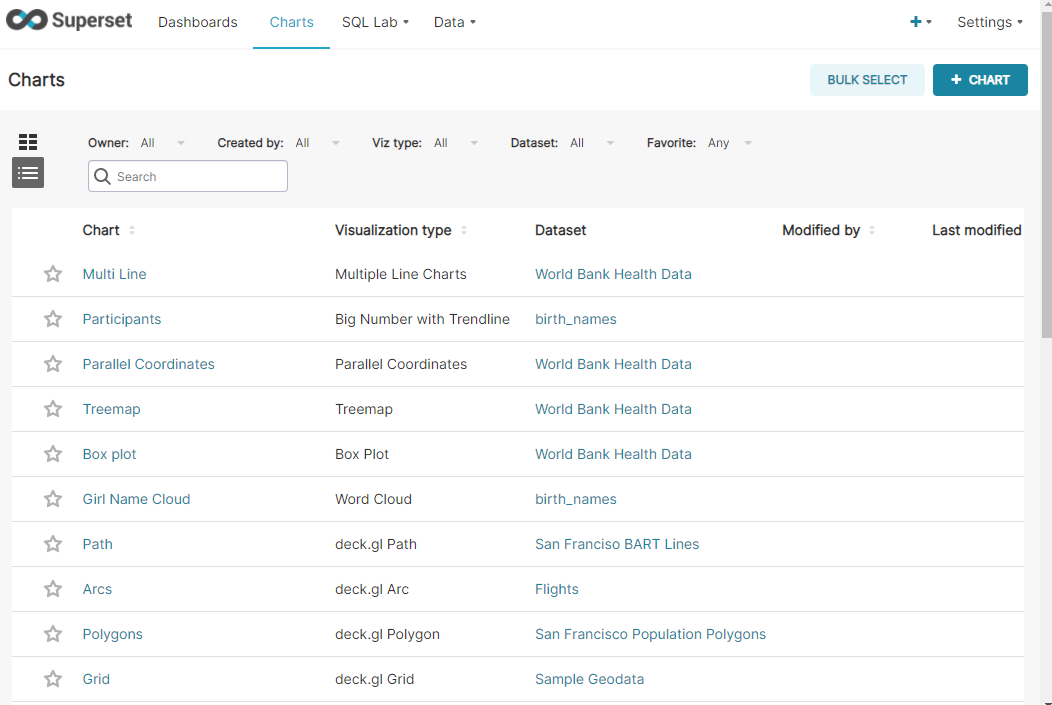 Superset Dashboards Charts SQL Lab Data + Settings
Charts BULK SELECT + CHART
Owner: All Created by: All Viz type: All Dataset: All Favorite: Any
Search
Chart Visualization type Dataset Modified by Last modified
Multi Line Multiple Line Charts World Bank Health Data
Participants Big Number with Trendline birth_names
Parallel Coordinates Parallel Coordinates World Bank Health Data
Treemap Treemap World Bank Health Data
Box plot Box Plot World Bank Health Data
Girl Name Cloud Word Cloud birth_names
Path deck.gl Path San Franciso BART Lines
Arcs deck.gl Arc Flights
Polygons deck.gl Polygon San Francisco Population Polygons
Grid deck.gl Grid Sample Geodata